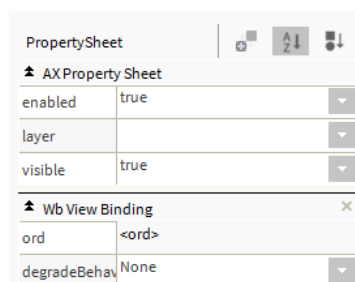 PropertySheet
AX Property Sheet
enabled true
layer
visible true
Wb View Binding
ord <ord>
degradeBehav None